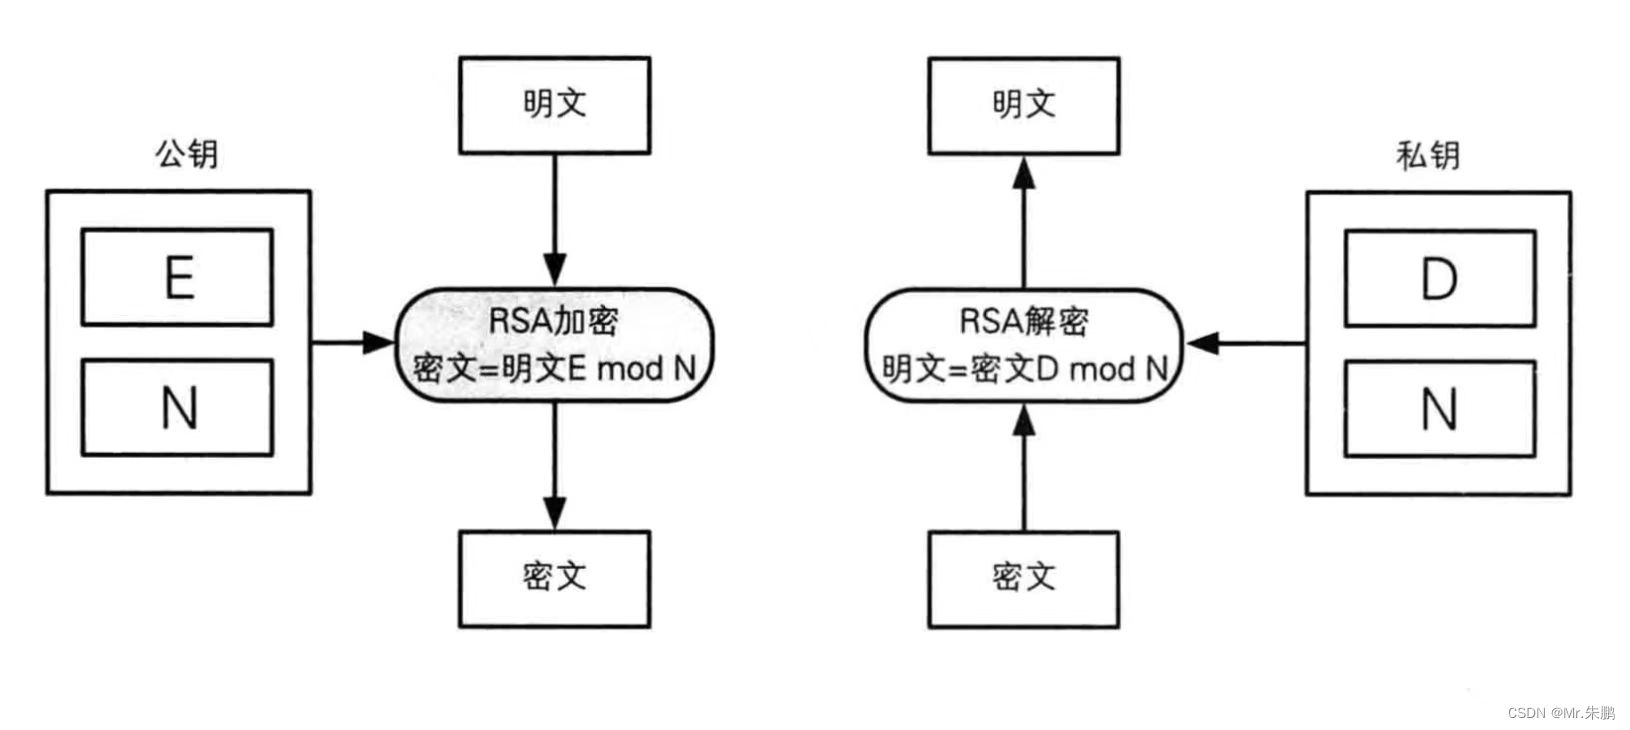 明文
明文
公钥
私钥
E
D
RSA加密
密文=明文E mod N
RSA解密
明文=密文D mod N
N
N
密文
密文
CSDN @Mr.朱鹏